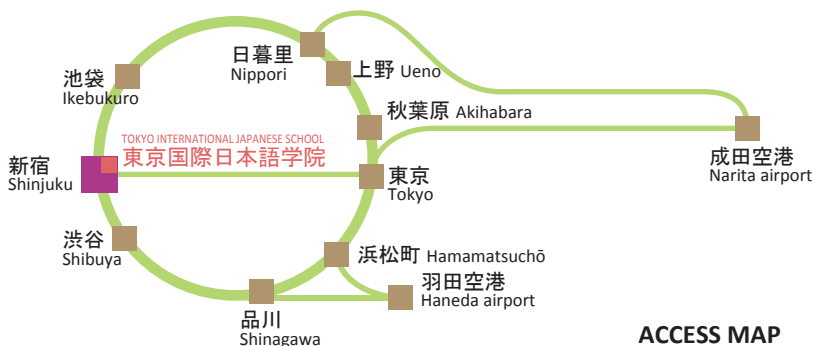 日暮里
Nippori
上野 Ueno
池袋
Ikebukuro
秋葉原 Akihabara
TOKYO INTERNATIONAL JAPANESE SCHOOL
東京国際日本語学院
新宿
Shinjuku
東京
Tokyo
成田空港
Narita airport
渋谷
Shibuya
浜松町 Hamamatsuchō
羽田空港
Haneda airport
品川
Shinagawa
ACCESS MAP